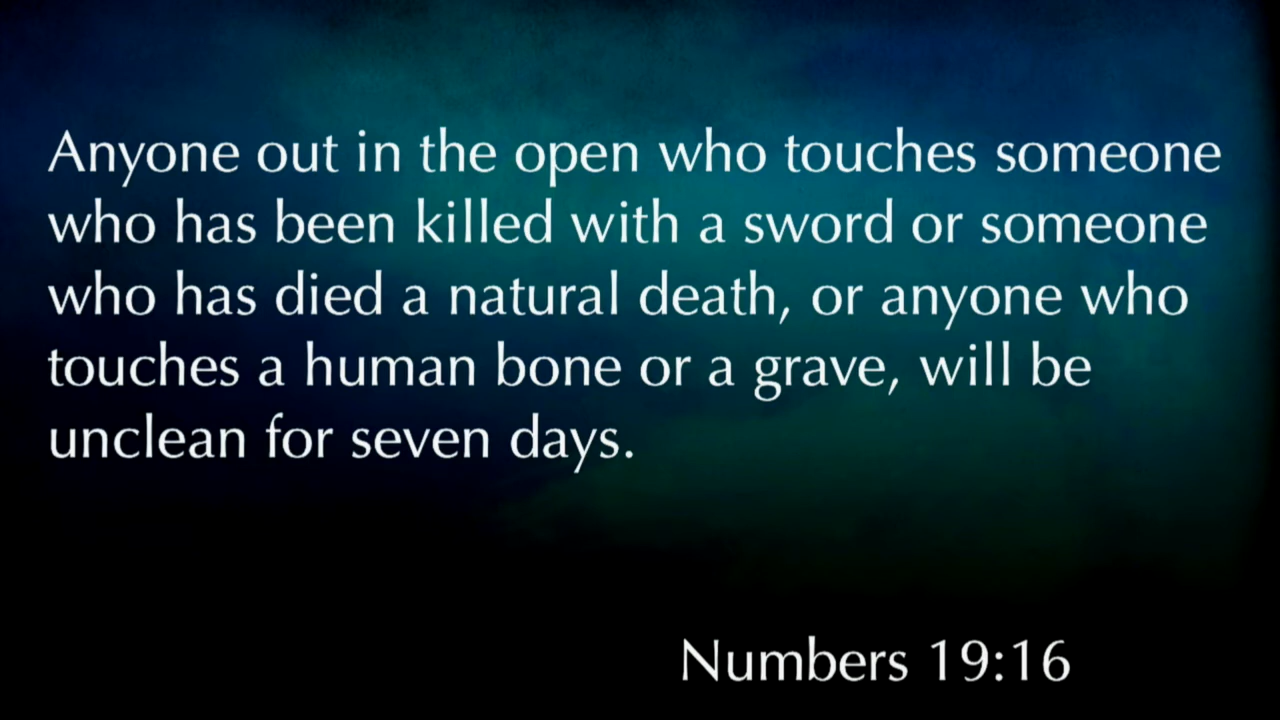 Anyone out in the open who touches someone
who has been killed with a sword or someone
who has died a natural death, or anyone who
touches a human bone or a grave, will be
unclean for seven days.
Numbers 19:16